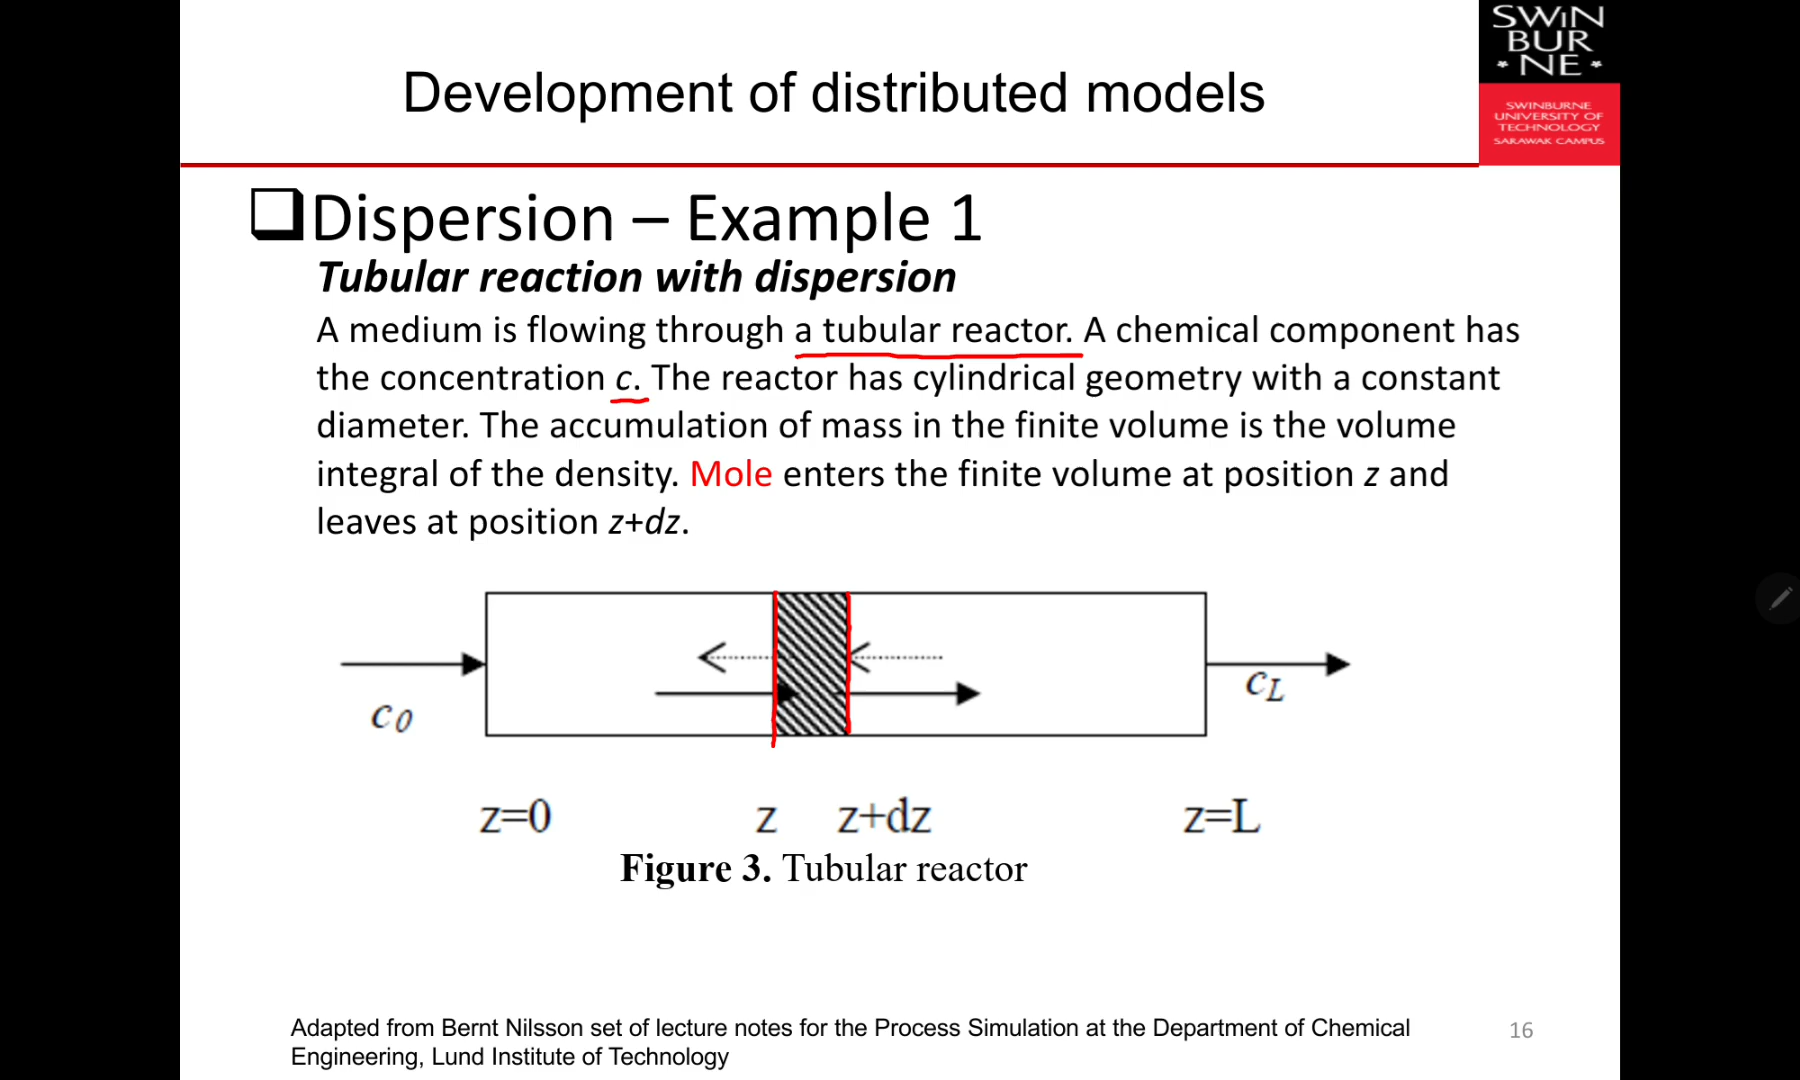 Development of distributed models
SWiN
BUR
* NE *
SWINBURNE
UNIVERSITY OF
TECHNOLOGY
SARAWAK CAMPUS
❑Dispersion – Example 1
Tubular reaction with dispersion
A medium is flowing through a tubular reactor. A chemical component has
the concentration c. The reactor has cylindrical geometry with a constant
diameter. The accumulation of mass in the finite volume is the volume
integral of the density. Mole enters the finite volume at position z and
leaves at position z+dz.
c0
cL
z=0 z z+dz z=L
Figure 3. Tubular reactor
Adapted from Bernt Nilsson set of lecture notes for the Process Simulation at the Department of Chemical
Engineering, Lund Institute of Technology
16